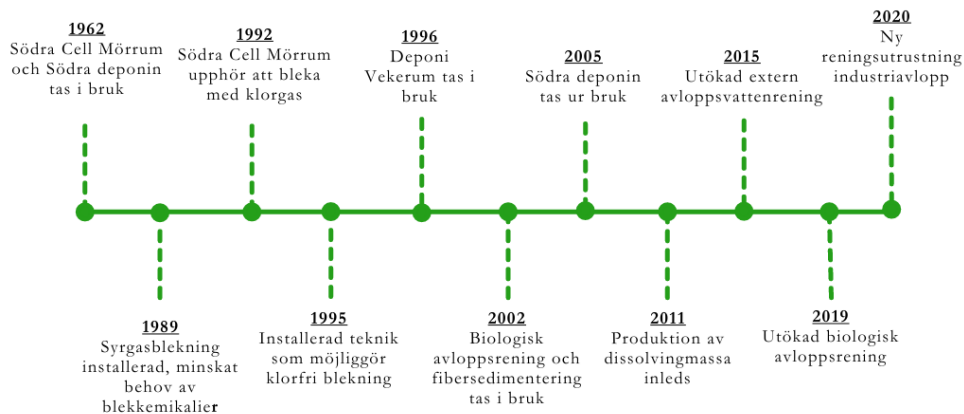 1962
Södra Cell Mörrum
och Södra deponin
tas i bruk
1989
Syrgasblekning
installerad, minskat
behov av
blekkemikalier
1992
Södra Cell Mörrum
upphör att bleka
med klorgas
1995
Installerad teknik
som möjliggör
klorfri blekning
1996
Deponi
Vekerum tas i
bruk
2002
Biologisk
avloppsrening och
fibersedimentering
tas i bruk
2005
Södra deponin
tas ur bruk
2011
Produktion av
dissolvingmassa
inleds
2015
Utökad extern
avloppsvattenrening
2019
Utökad biologisk
avloppsrening
2020
Ny
reningsutrustning
industriavlopp